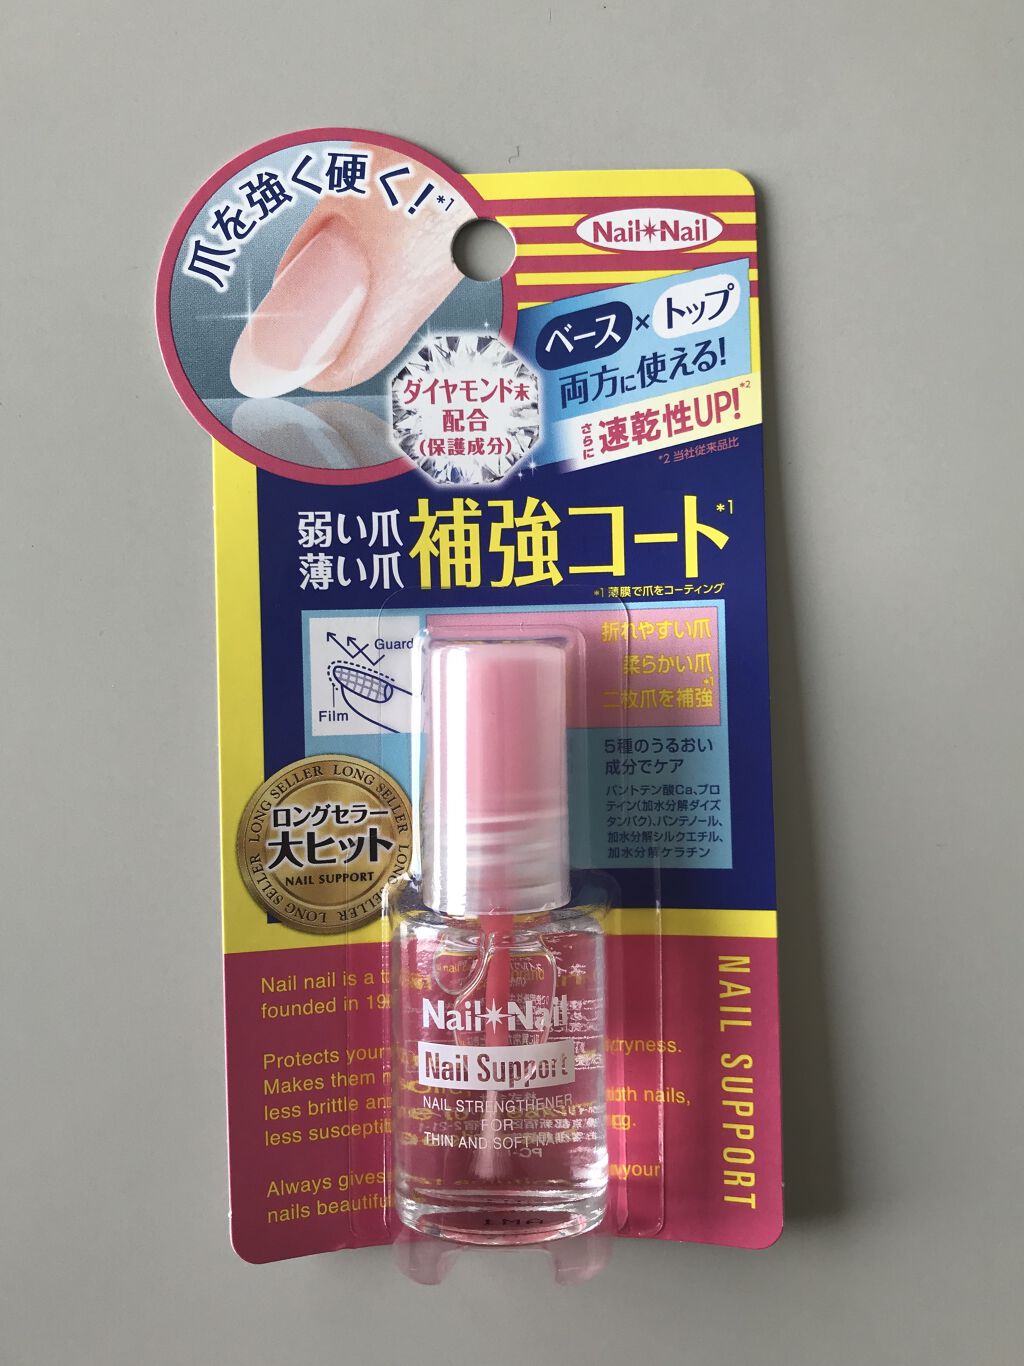 爪を強く硬く!*1
Nail Nail
ベース×トップ
両方に使える!
さらに速乾性UP!*2
*2 当社従来品比
ダイヤモンド末
配合
(保護成分)
弱い爪
薄い爪
補強コート*1
*1 薄膜で爪をコーティング
Guard
Film
折れやすい爪
柔らかい爪
二枚爪を補強*1
5種のうるおい
成分でケア
パントテン酸Ca、プロ
テイン(加水分解ダイズ
タンパク)、パンテノール、
加水分解シルクエチル、
加水分解ケラチン
LONG SELLER LONG SELLER LONG SELLER LONG SELLER
ロングセラー
大ヒット
NAIL SUPPORT
Nail nail is a
founded in
Protects your dryness.
Makes them
less brittle nails,
less
Always gives your
nails
Nail Nail
Nail Support
NAIL STRENGTHENER
FOR
THIN AND SOFT
NAIL SUPPORT